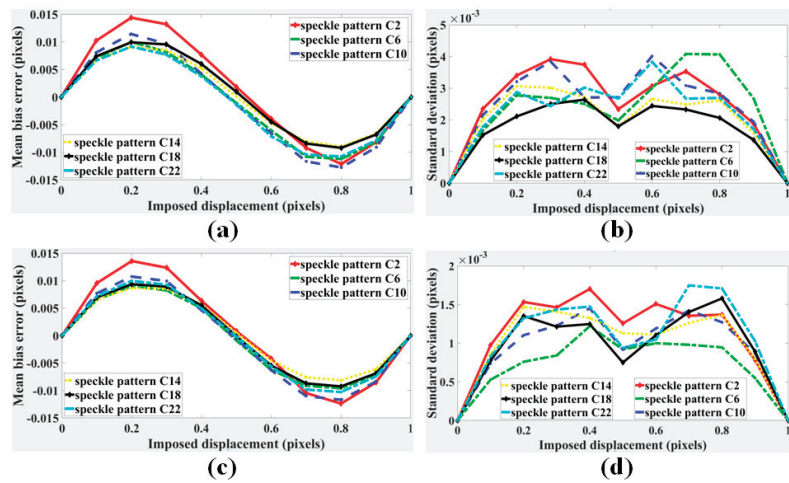 0.015
0.01
0.005
0
-0.005
-0.01
-0.015
Mean bias error (pixels)
speckle pattern C2
speckle pattern C6
speckle pattern C10
speckle pattern C14
speckle pattern C18
speckle pattern C22
0 0.2 0.4 0.6 0.8 1
Imposed displacement (pixels)
(a)
×10⁻³
5
4
3
2
1
0
Standard deviation (pixels)
speckle pattern C14
speckle pattern C18
speckle pattern C22
speckle pattern C2
speckle pattern C6
speckle pattern C10
0 0.2 0.4 0.6 0.8 1
Imposed displacement (pixels)
(b)
0.015
0.01
0.005
0
-0.005
-0.01
-0.015
Mean bias error (pixels)
speckle pattern C2
speckle pattern C6
speckle pattern C10
speckle pattern C14
speckle pattern C18
speckle pattern C22
0 0.2 0.4 0.6 0.8 1
Imposed displacement (pixels)
(c)
×10⁻³
2
1.5
1
0.5
0
Standard deviation (pixels)
speckle pattern C14
speckle pattern C18
speckle pattern C22
speckle pattern C2
speckle pattern C6
speckle pattern C10
0 0.2 0.4 0.6 0.8 1
Imposed displacement (pixels)
(d)